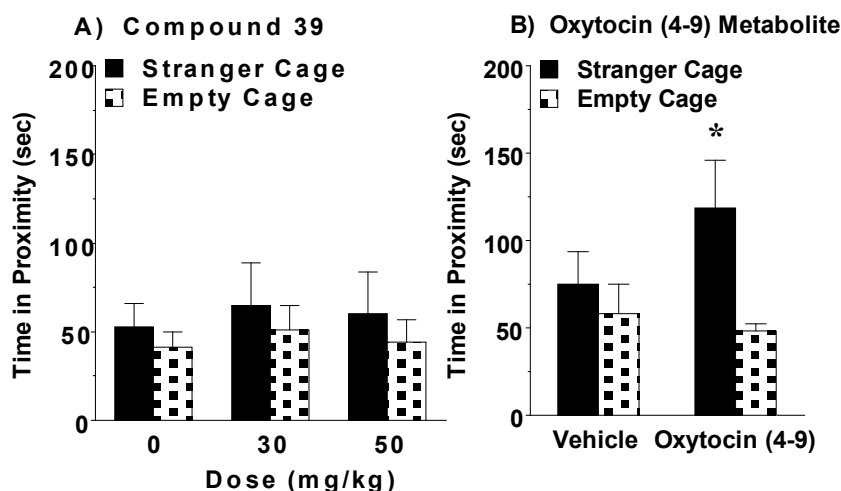 A) Compound 39
200
Stranger Cage
Empty Cage
150
100
50
0
Time in Proximity (sec)
0 30 50
Dose (mg/kg)
B) Oxytocin (4-9) Metabolite
200
Stranger Cage
Empty Cage
*
150
100
50
0
Time in Proximity (sec)
Vehicle Oxytocin (4-9)